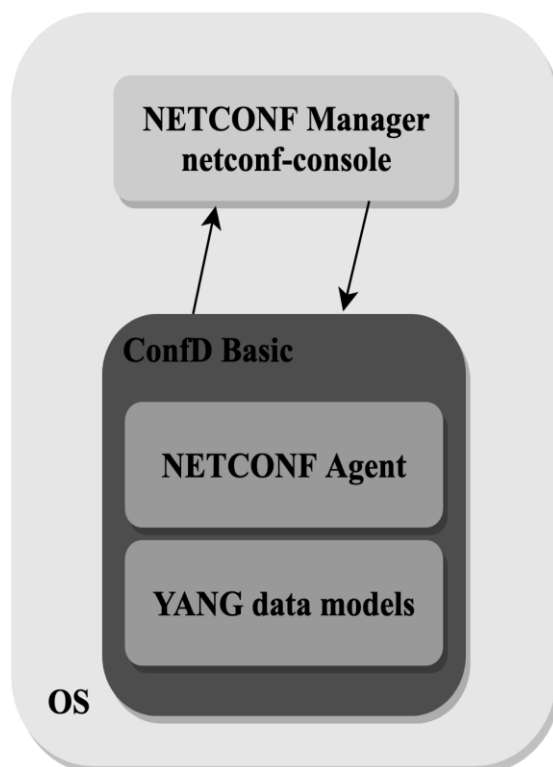 NETCONF Manager
netconf-console
ConfD Basic
NETCONF Agent
YANG data models
OS